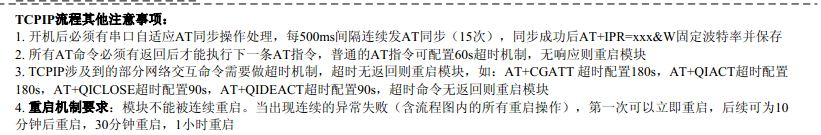 TCPIP流程其他注意事项：
1. 开机后必须有串口自适应AT同步操作处理，每500ms间隔连续发AT同步（15次），同步成功后AT+IPR=xxx&W固定波特率并保存
2. 所有AT命令必须有返回后才能执行下一条AT指令，普通的AT指令可配置60s超时机制，无响应则重启模块
3. TCPIP涉及到的部分网络交互命令需要做超时机制，超时无返回则重启模块，如：AT+CGATT 超时配置180s，AT+QIACT超时配置
180s，AT+QICLOSE超时配置90s，AT+QIDEACT超时配置90s，超时命令无返回则重启模块
4. 重启机制要求：模块不能被连续重启。当出现连续的异常失败（含流程图内的所有重启操作），第一次可以立即重启，后续可为10
分钟后重启，30分钟重启，1小时重启